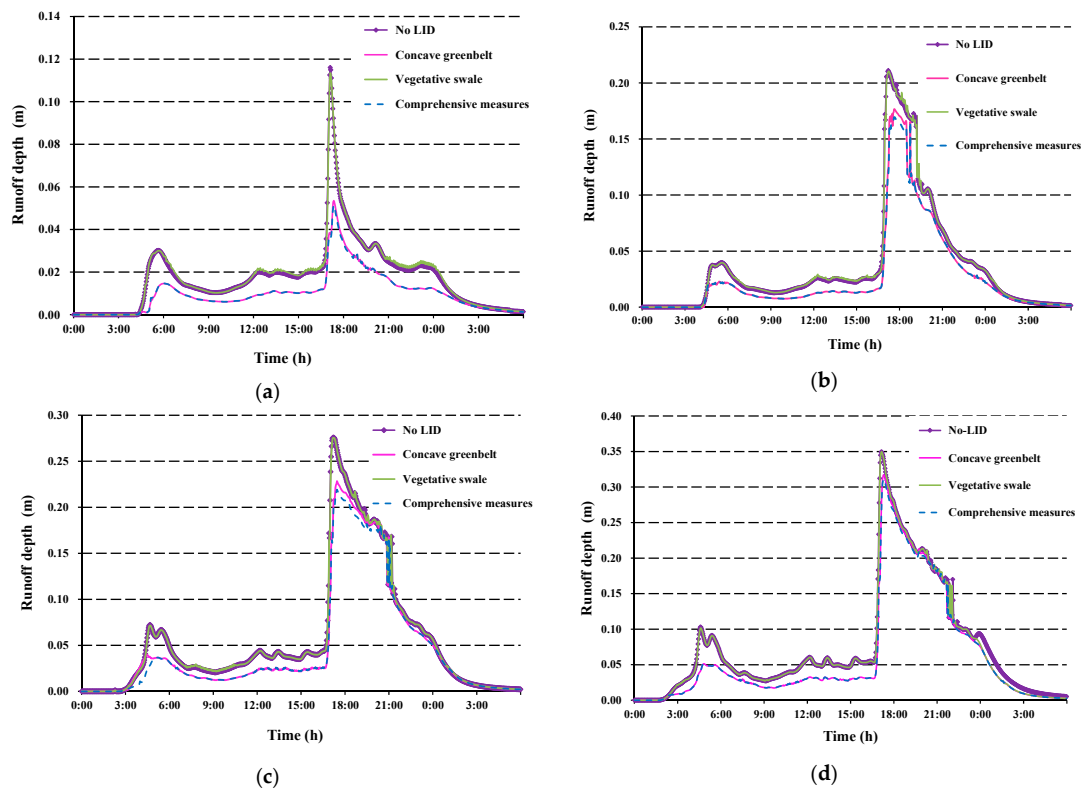 0.14
0.12
0.10
0.08
0.06
0.04
0.02
0.00
Runoff depth (m)
No LID
Concave greenbelt
Vegetative swale
Comprehensive measures
0:00 3:00 6:00 9:00 12:00 15:00 18:00 21:00 0:00 3:00
Time (h)
(a)
0.25
0.20
0.15
0.10
0.05
0.00
Runoff depth (m)
No LID
Concave greenbelt
Vegetative swale
Comprehensive measures
0:00 3:00 6:00 9:00 12:00 15:00 18:00 21:00 0:00 3:00
Time (h)
(b)
0.30
0.25
0.20
0.15
0.10
0.05
0.00
Runoff depth (m)
No LID
Concave greenbelt
Vegetative swale
Comprehensive measures
0:00 3:00 6:00 9:00 12:00 15:00 18:00 21:00 0:00 3:00
Time (h)
(c)
0.40
0.35
0.30
0.25
0.20
0.15
0.10
0.05
0.00
Runoff depth (m)
No-LID
Concave greenbelt
Vegetative swale
Comprehensive measures
0:00 3:00 6:00 9:00 12:00 15:00 18:00 21:00 0:00 3:00
Time (h)
(d)